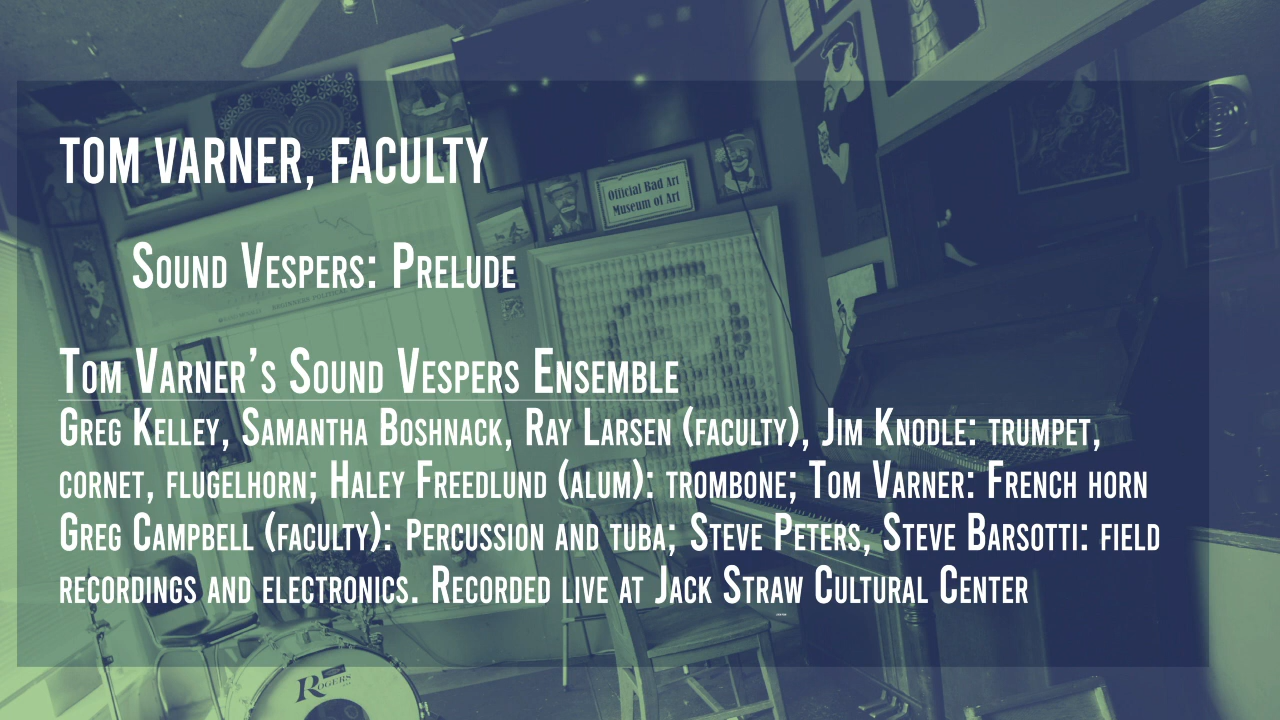 TOM VARNER, FACULTY
Official Bad Art
Museum of Art
SOUND VESPERS: PRELUDE
TOM VARNER'S SOUND VESPERS ENSEMBLE
GREG KELLEY, SAMANTHA BOSHNACK, RAY LARSEN (FACULTY), JIM KNODLE: TRUMPET,
CORNET, FLUGELHORN; HALEY FREEDLUND (ALUM): TROMBONE; TOM VARNER: FRENCH HORN
GREG CAMPBELL (FACULTY): PERCUSSION AND TUBA; STEVE PETERS, STEVE BARSOTTI: FIELD
RECORDINGS AND ELECTRONICS. RECORDED LIVE AT JACK STRAW CULTURAL CENTER
ROGERS